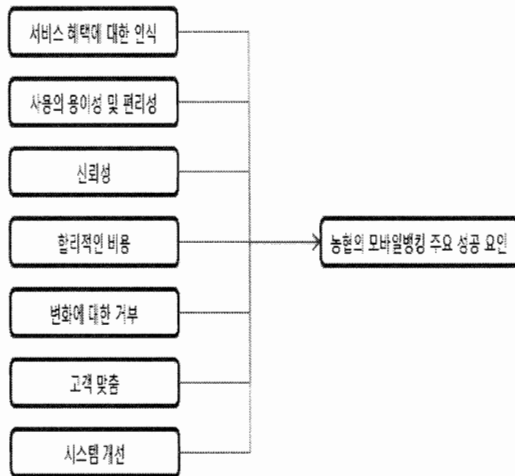 서비스 혜택에 대한 인식
사용의 용이성 및 편리성
신뢰성
할리적인 비용
농협의 모바일뱅킹 주요 성공 요인
변화에 대한 거부
고객 맞춤
시스템 개선